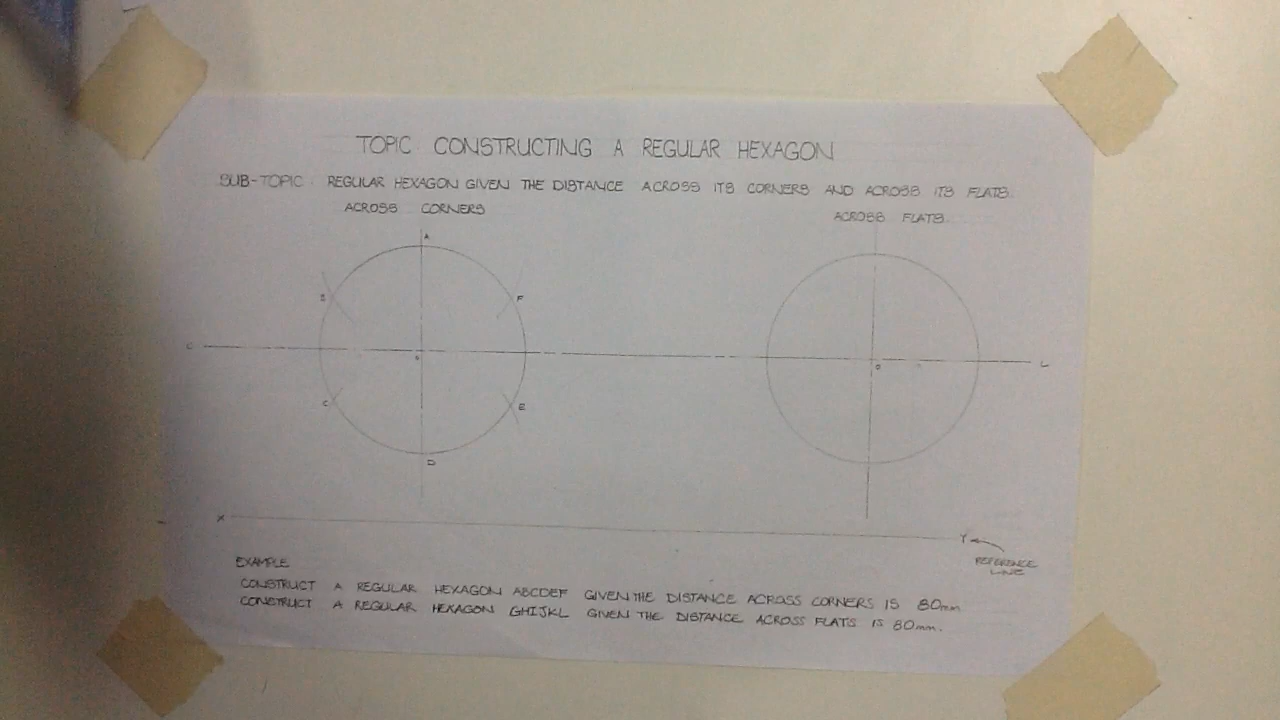 TOPIC CONSTRUCTING A REGULAR HEXAGON
SUB-TOPIC : REGULAR HEXAGON GIVEN THE DISTANCE ACROSS ITS CORNERS AND ACROSS ITS FLATS.
ACROSS CORNERS
ACROSS FLATS.
A
B
F
C
L
O
C
E
D
X
Y
REFERENCE
LINE
EXAMPLE
CONSTRUCT A REGULAR HEXAGON ABCDEF GIVEN THE DISTANCE ACROSS CORNERS IS 80mm
CONSTRUCT A REGULAR HEXAGON GHIJKL GIVEN THE DISTANCE ACROSS FLATS IS 80mm.